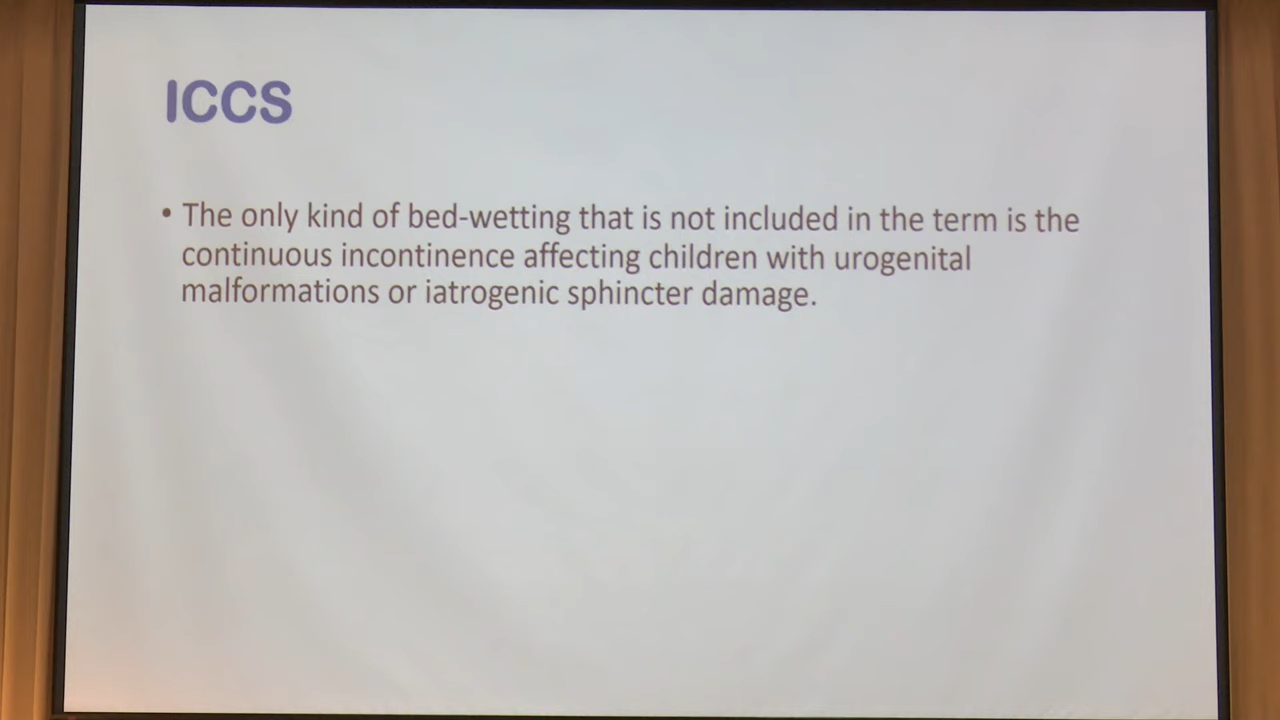 ICCS
• The only kind of bed-wetting that is not included in the term is the
continuous incontinence affecting children with urogenital
malformations or iatrogenic sphincter damage.